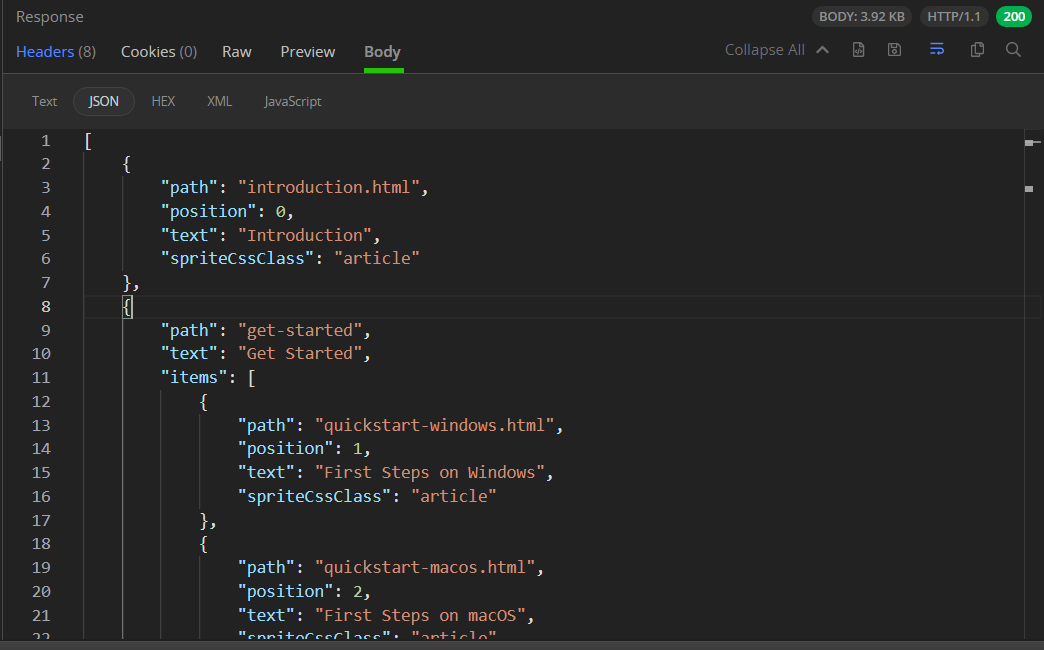 Response BODY: 3.92 KB HTTP/1.1 200
Headers (8) Cookies (0) Raw Preview Body Collapse All
Text JSON HEX XML JavaScript
1 [
2 {
3 "path": "introduction.html",
4 "position": 0,
5 "text": "Introduction",
6 "spriteCssClass": "article"
7 },
8 {
9 "path": "get-started",
10 "text": "Get Started",
11 "items": [
12 {
13 "path": "quickstart-windows.html",
14 "position": 1,
15 "text": "First Steps on Windows",
16 "spriteCssClass": "article"
17 },
18 {
19 "path": "quickstart-macos.html",
20 "position": 2,
21 "text": "First Steps on macOS",
22 "spriteCssClass": "article"